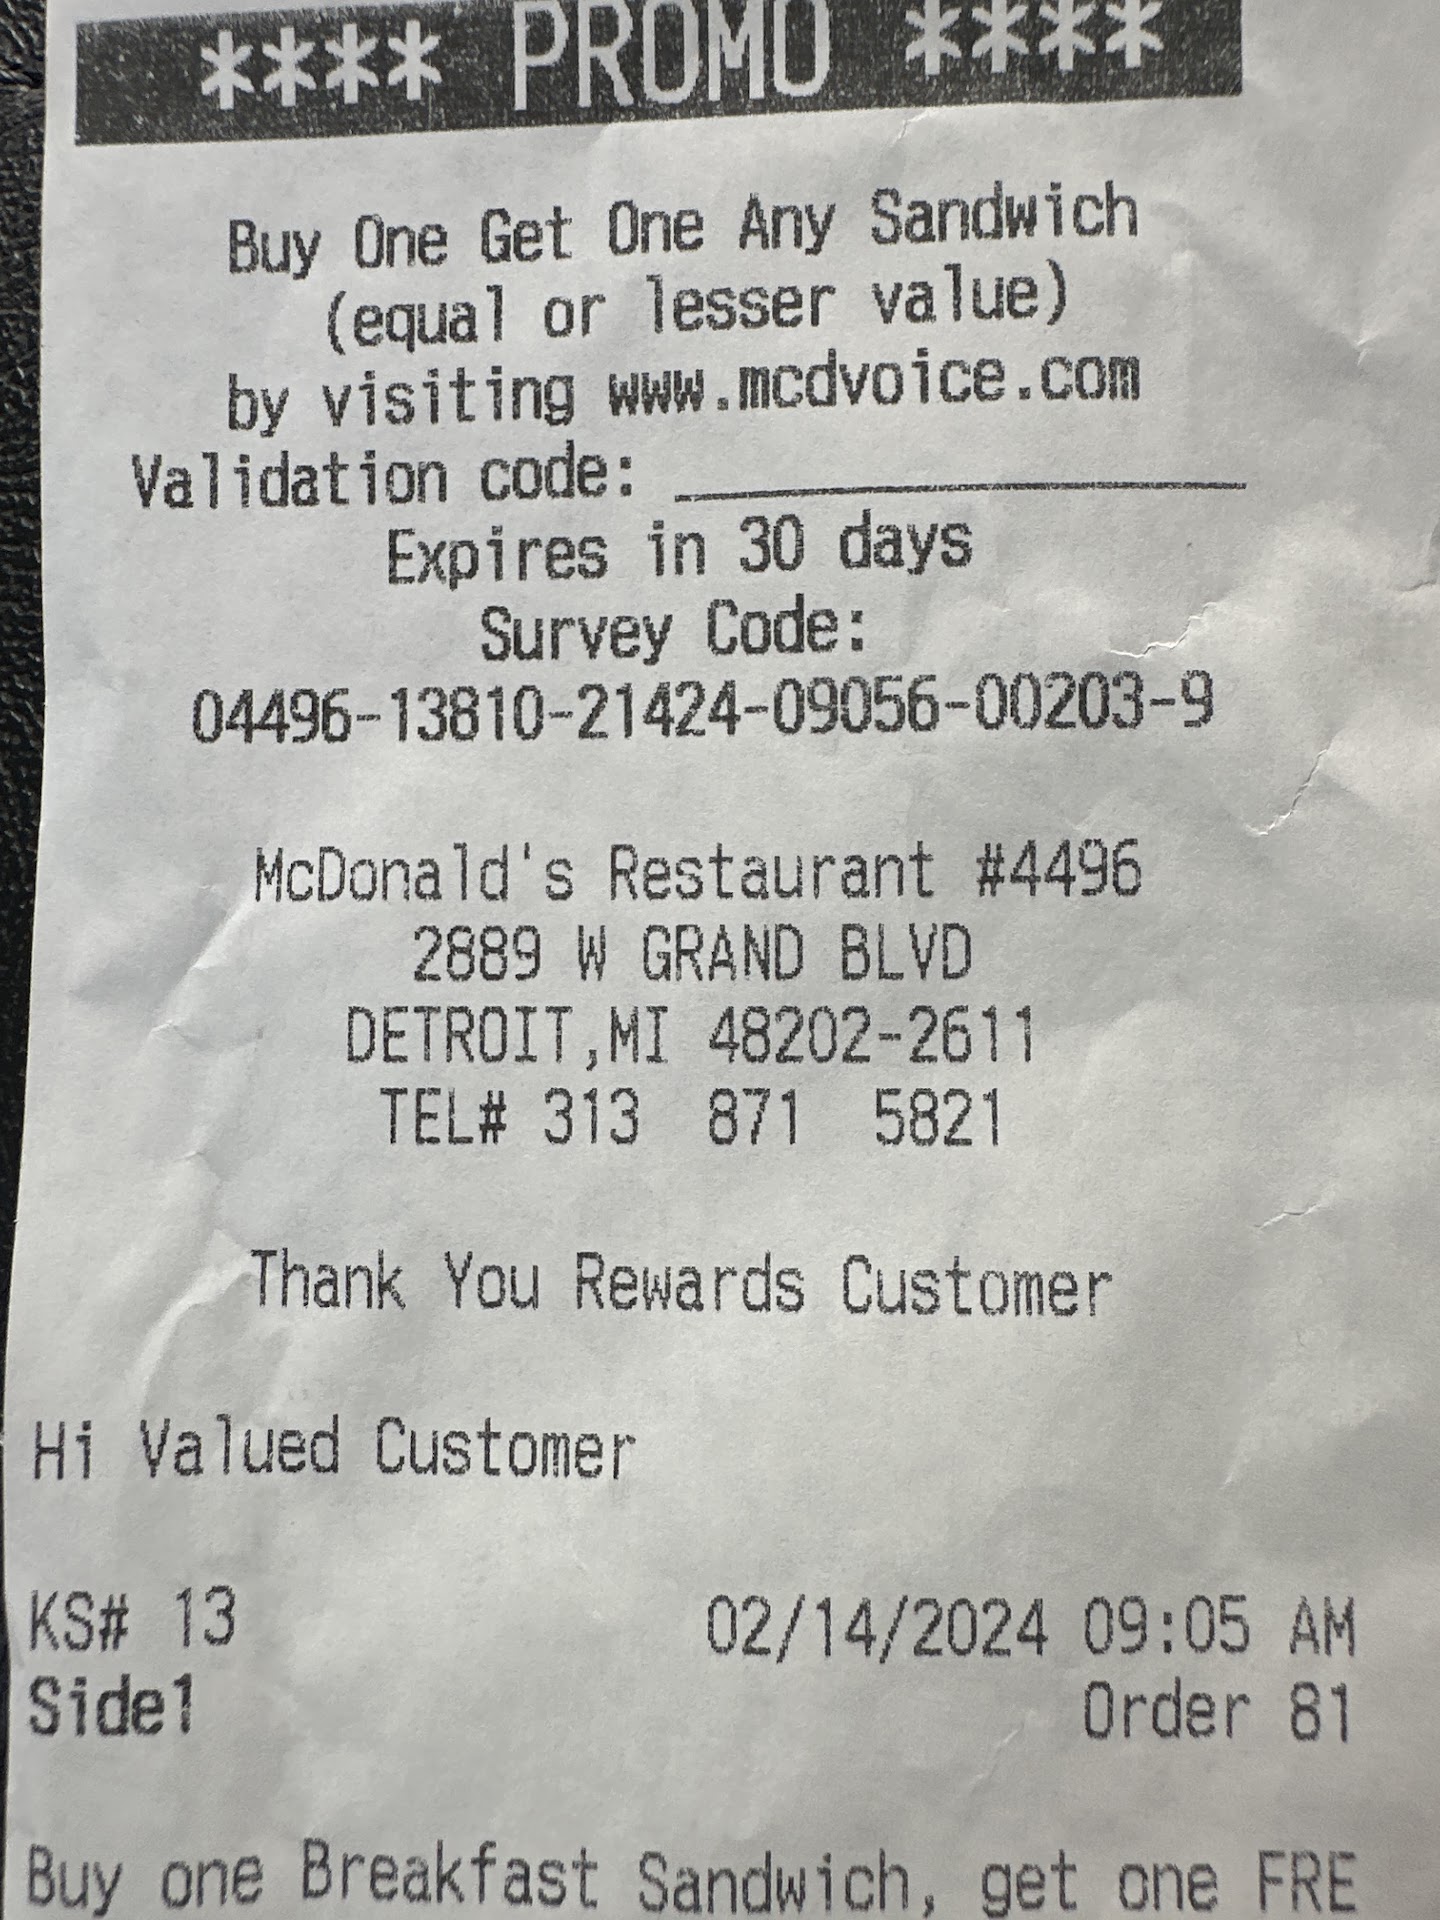 **** PROMO ****
Buy One Get One Any Sandwich
(equal or lesser value)
by visiting www.mcdvoice.com
Validation code: _______________
Expires in 30 days
Survey Code:
04496-13810-21424-09056-00203-9
McDonald's Restaurant #4496
2889 W GRAND BLVD
DETROIT,MI 48202-2611
TEL# 313 871 5821
Thank You Rewards Customer
Hi Valued Customer
KS# 13 02/14/2024 09:05 AM
Side1 Order 81
Buy one Breakfast Sandwich, get one FRE